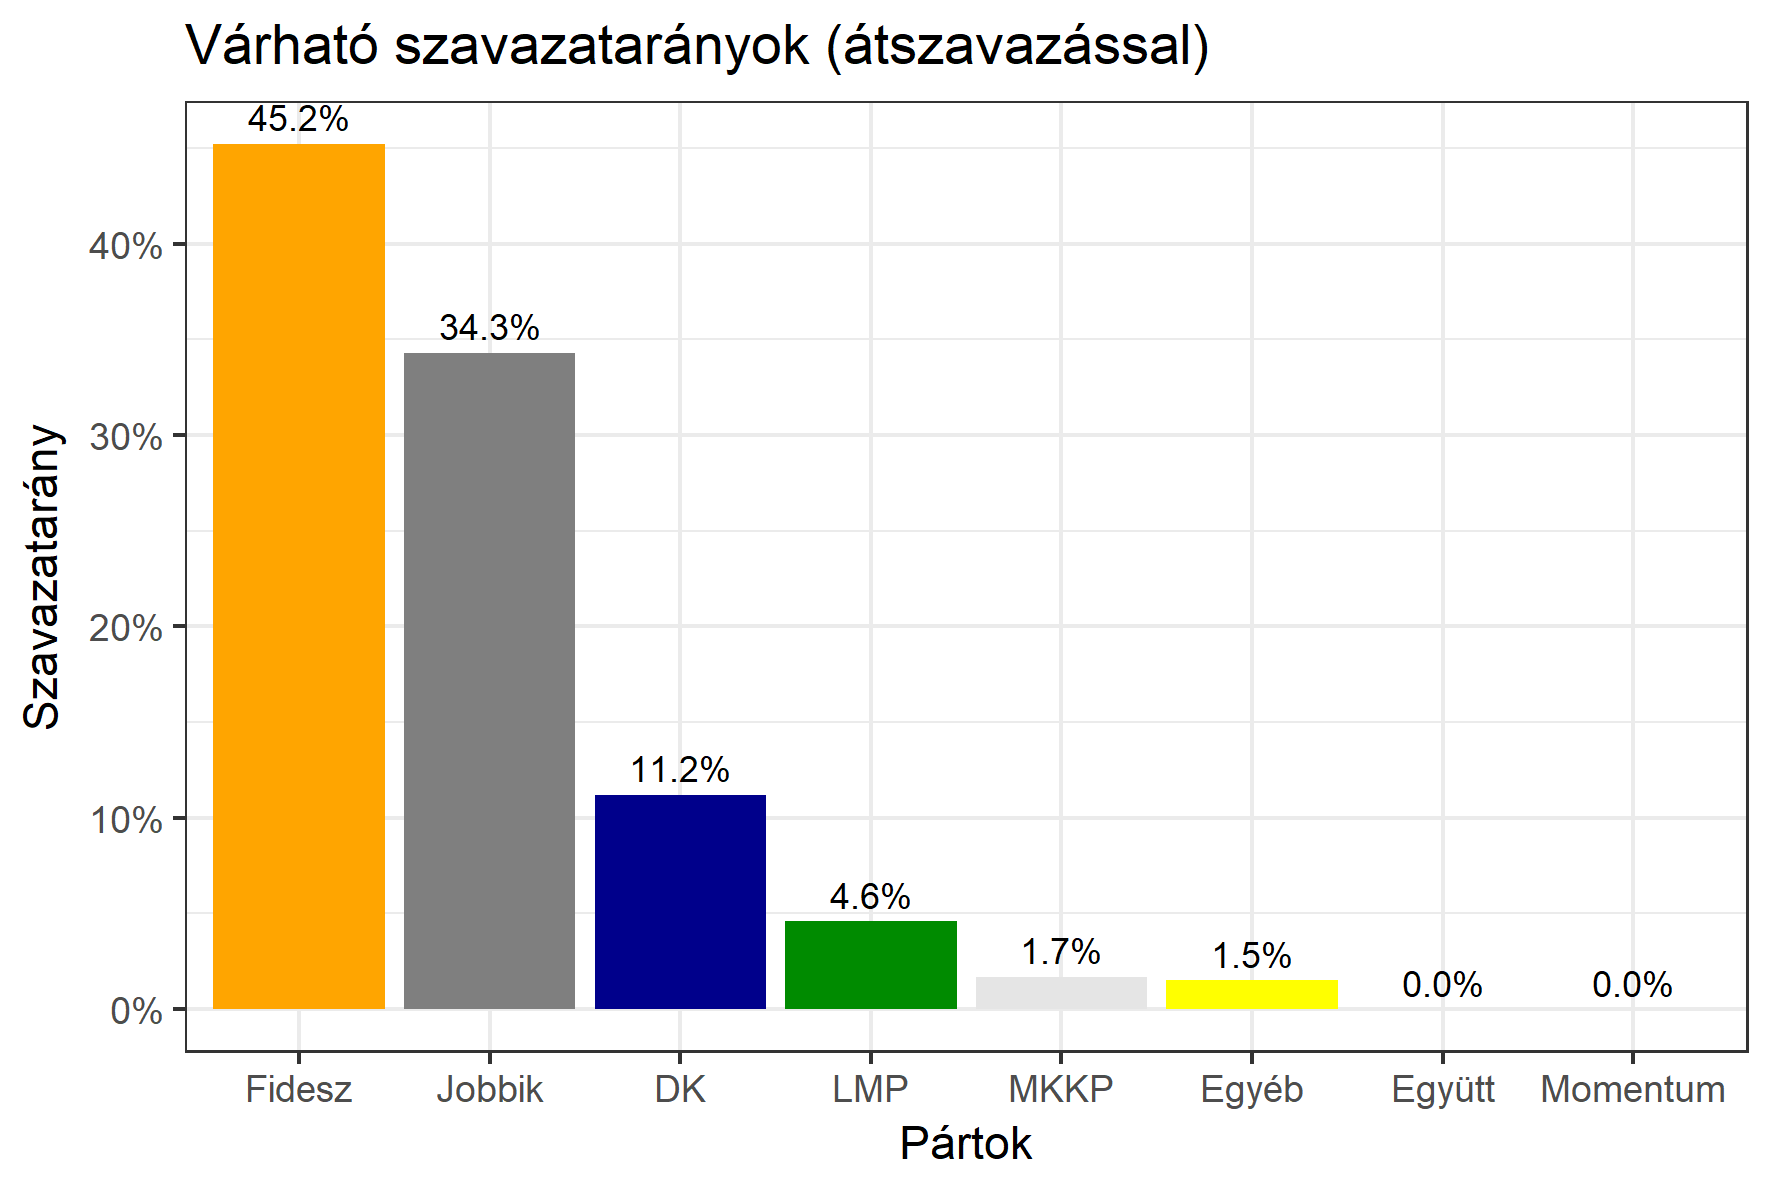 Várható szavazatarányok (átszavazással)
45.2%
34.3%
11.2%
4.6%
1.7%
1.5%
0.0%
0.0%
40%
30%
20%
10%
0%
Szavazatarány
Fidesz
Jobbik
DK
LMP
MKKP
Egyéb
Együtt
Momentum
Pártok